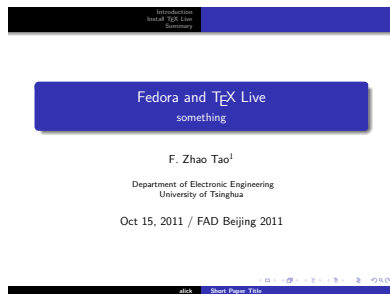 Introduction
Install TEX Live
Summary
Fedora and TEX Live
something
F. Zhao Tao1
Department of Electronic Engineering
University of Tsinghua
Oct 15, 2011 / FAD Beijing 2011
alick Short Paper Title